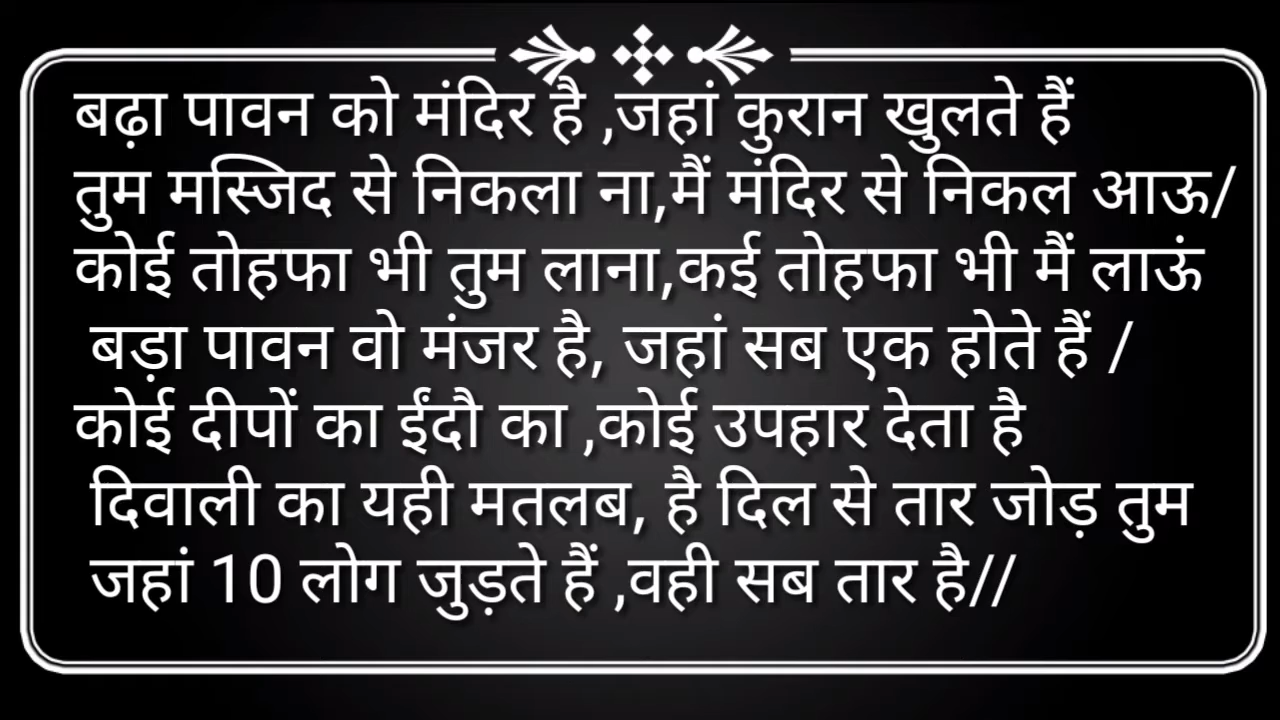 बढ़ा पावन को मंदिर है ,जहां कुरान खुलते हैं
तुम मस्जिद से निकला ना,मैं मंदिर से निकल आऊ/
कोई तोहफा भी तुम लाना,कई तोहफा भी मैं लाऊं
बड़ा पावन वो मंजर है, जहां सब एक होते हैं /
कोई दीपों का ईंदौ का ,कोई उपहार देता है
दिवाली का यही मतलब, है दिल से तार जोड़ तुम
जहां 10 लोग जुड़ते हैं ,वही सब तार है//